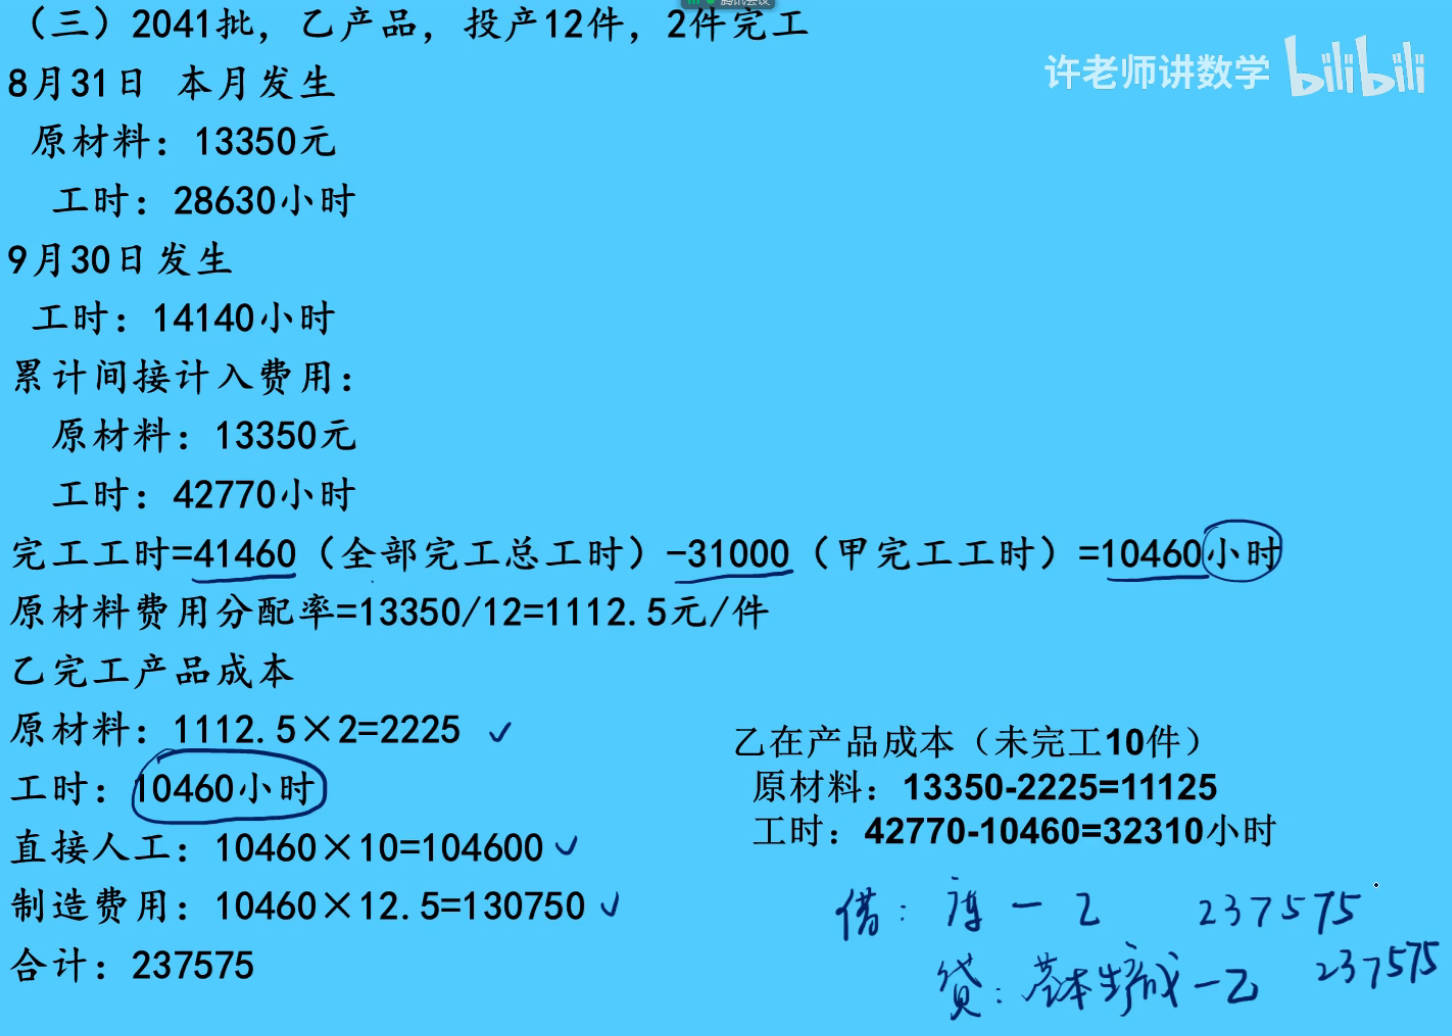 腾讯会议
（三）2041批，乙产品，投产12件，2件完工
许老师讲数学 bilibili
8月31日 本月发生
原材料：13350元
工时：28630小时
9月30日发生
工时：14140小时
累计间接计入费用：
原材料：13350元
工时：42770小时
完工工时=41460（全部完工总工时）-31000（甲完工工时）=10460小时
原材料费用分配率=13350/12=1112.5元/件
乙完工产品成本
原材料：1112.5×2=2225
工时：10460小时
直接人工：10460×10=104600
制造费用：10460×12.5=130750
合计：237575
乙在产品成本（未完工10件）
原材料：13350-2225=11125
工时：42770-10460=32310小时
借：库一乙 237575
贷：基本生产成一乙 237575